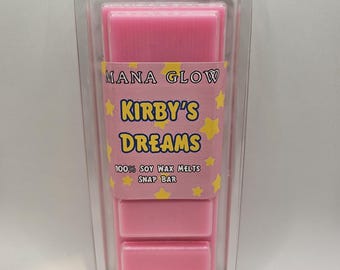 MANA GLOW
KIRBY'S
DREAMS
100% SOY WAX MELTS
SNAP BAR